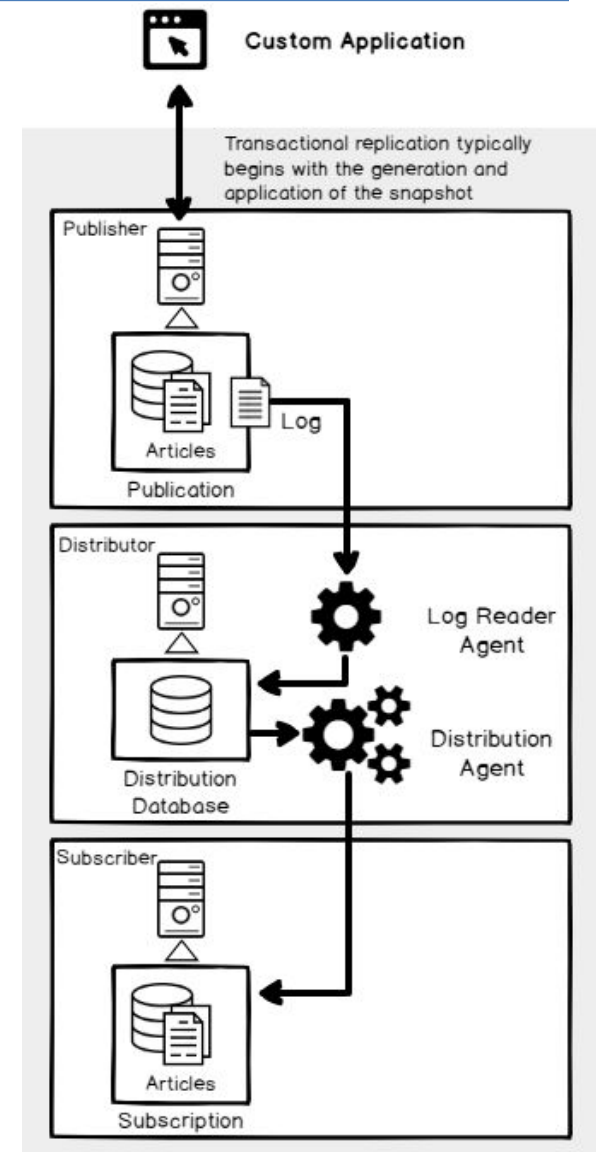 Custom Application
Transactional replication typically
begins with the generation and
application of the snapshot
Publisher
Log
Articles
Publication
Distributor
Log Reader
Agent
Distribution
Agent
Distribution
Database
Subscriber
Articles
Subscription